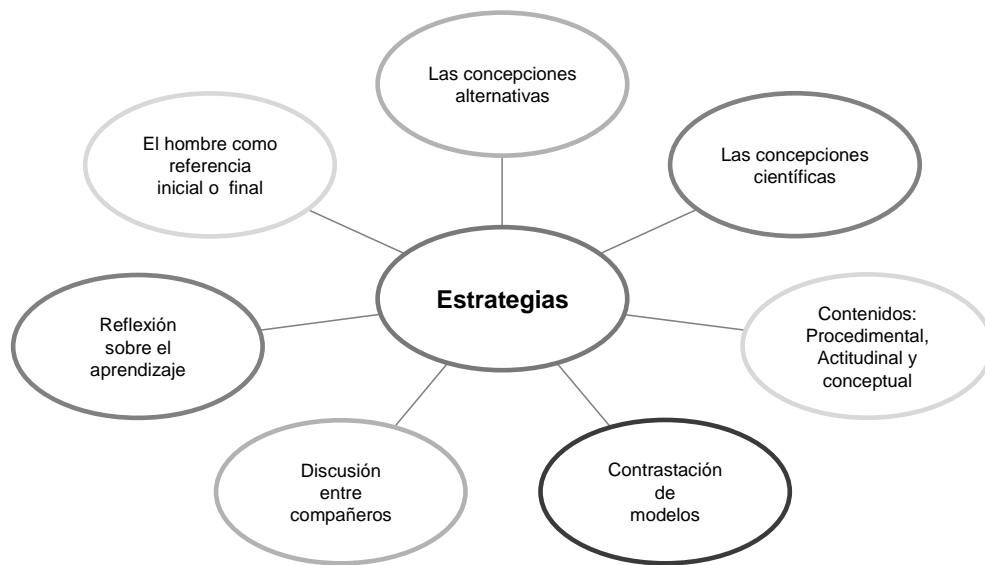 Las concepciones
alternativas
El hombre como
referencia
inicial o  final
Las concepciones
científicas
Estrategias
Reflexión
sobre el
aprendizaje
Contenidos:
Procedimental,
Actitudinal y
conceptual
Discusión
entre
compañeros
Contrastación
de
modelos